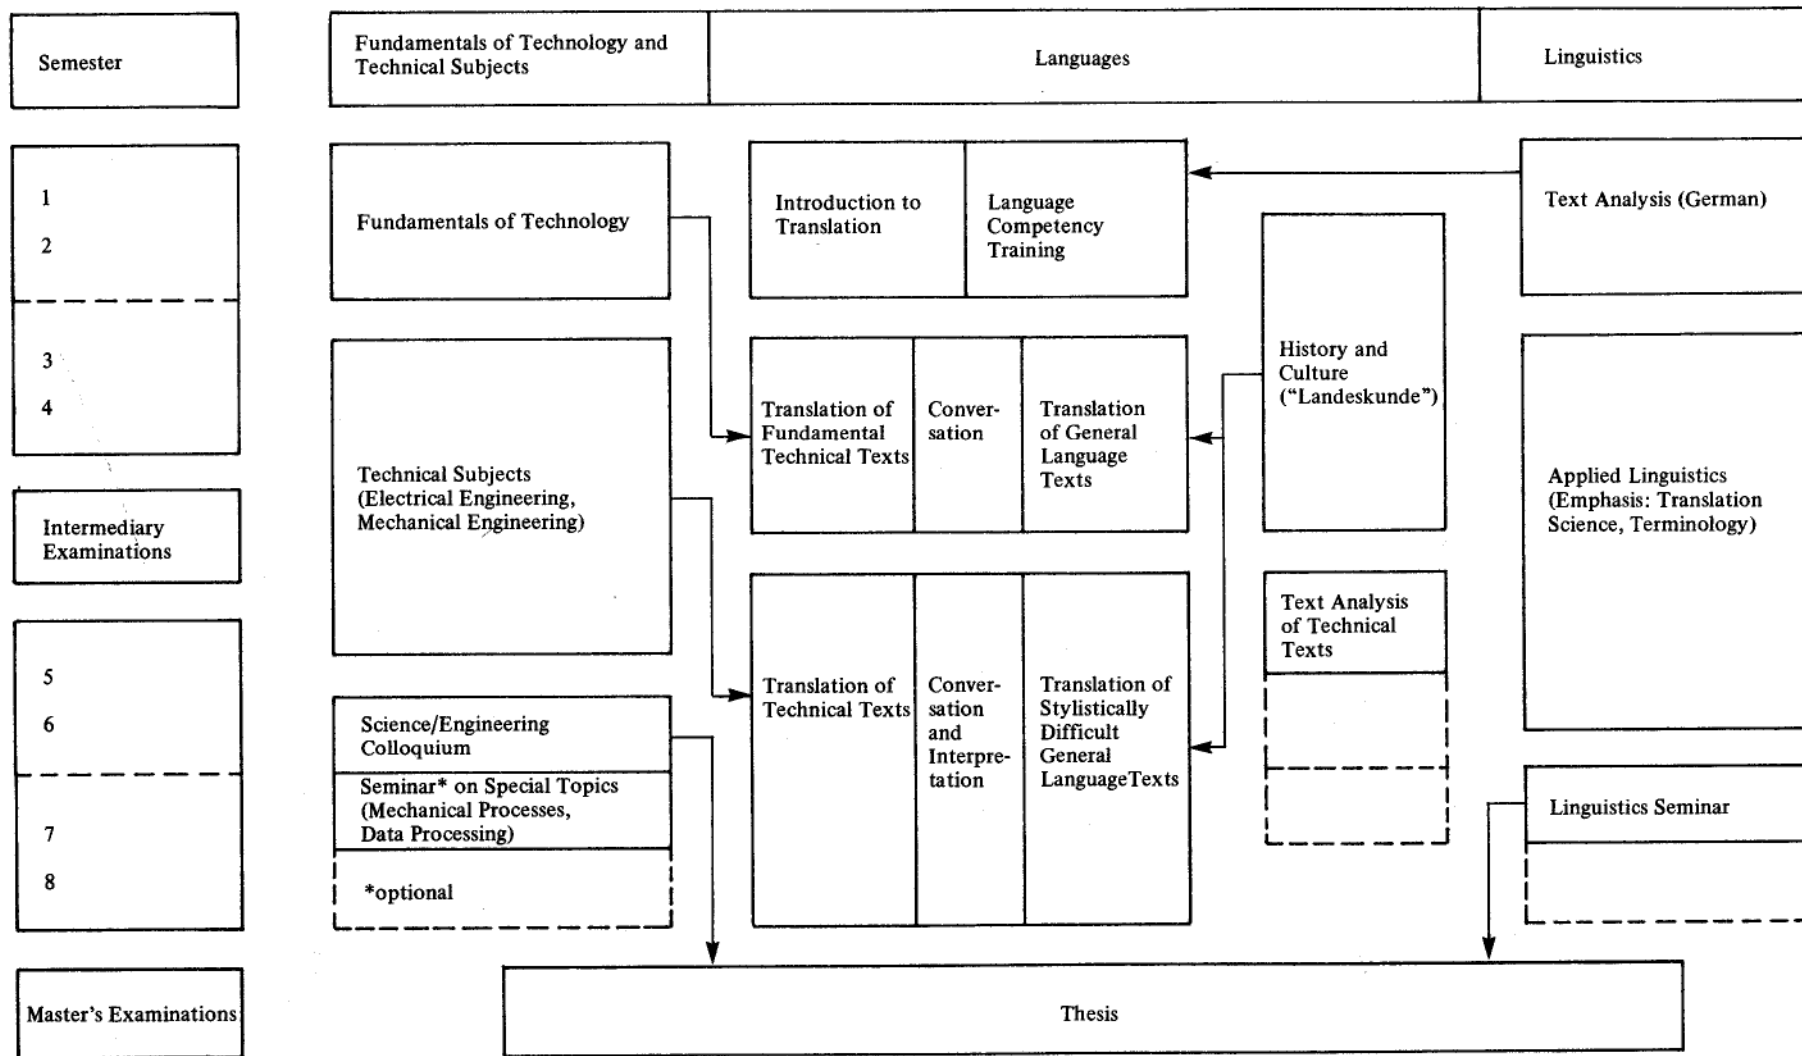 Semester
Fundamentals of Technology and
Technical Subjects
Languages
Linguistics
1
2
3
4
Intermediary
Examinations
5
6
7
8
Master's Examinations
Fundamentals of Technology
Technical Subjects
(Electrical Engineering,
Mechanical Engineering)
Science/Engineering
Colloquium
Seminar* on Special Topics
(Mechanical Processes,
Data Processing)
*optional
Introduction to
Translation
Language
Competency
Training
Translation of
Fundamental
Technical Texts
Conver-
sation
Translation
of General
Language
Texts
Translation of
Technical Texts
Conver-
sation
and
Interpre-
tation
Translation of
Stylistically
Difficult
General
LanguageTexts
History and
Culture
(“Landeskunde”)
Text Analysis
of Technical
Texts
Text Analysis (German)
Applied Linguistics
(Emphasis: Translation
Science, Terminology)
Linguistics Seminar
Thesis